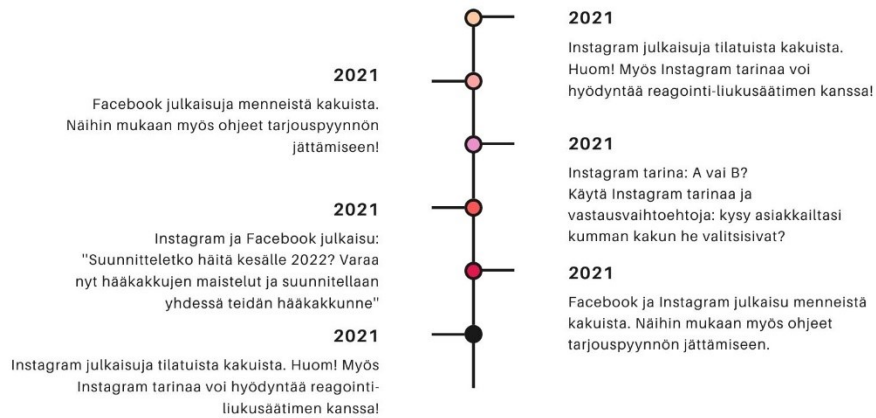 2021
Instagram julkaisuja tilatuista kakuista.
Huom! Myös Instagram tarinaa voi
hyödyntää reagointi-liukusäätimen kanssa!
2021
Facebook julkaisuja menneistä kakuista.
Näihin mukaan myös ohjeet tarjouspyynnön
jättämiseen!
2021
Instagram tarina: A vai B?
Käytä Instagram tarinaa ja
vastausvaihtoehtoja: kysy asiakkailtasi
kumman kakun he valitsisivat?
2021
Instagram ja Facebook julkaisu:
"Suunnitteletko häitä kesälle 2022? Varaa
nyt hääkakkujen maistelut ja suunnitellaan
yhdessä teidän hääkakkunne"
2021
Facebook ja Instagram julkaisu menneistä
kakuista. Näihin mukaan myös ohjeet
tarjouspyynnön jättämiseen.
2021
Instagram julkaisuja tilatuista kakuista. Huom! Myös
Instagram tarinaa voi hyödyntää reagointi-
liukusäätimen kanssa!